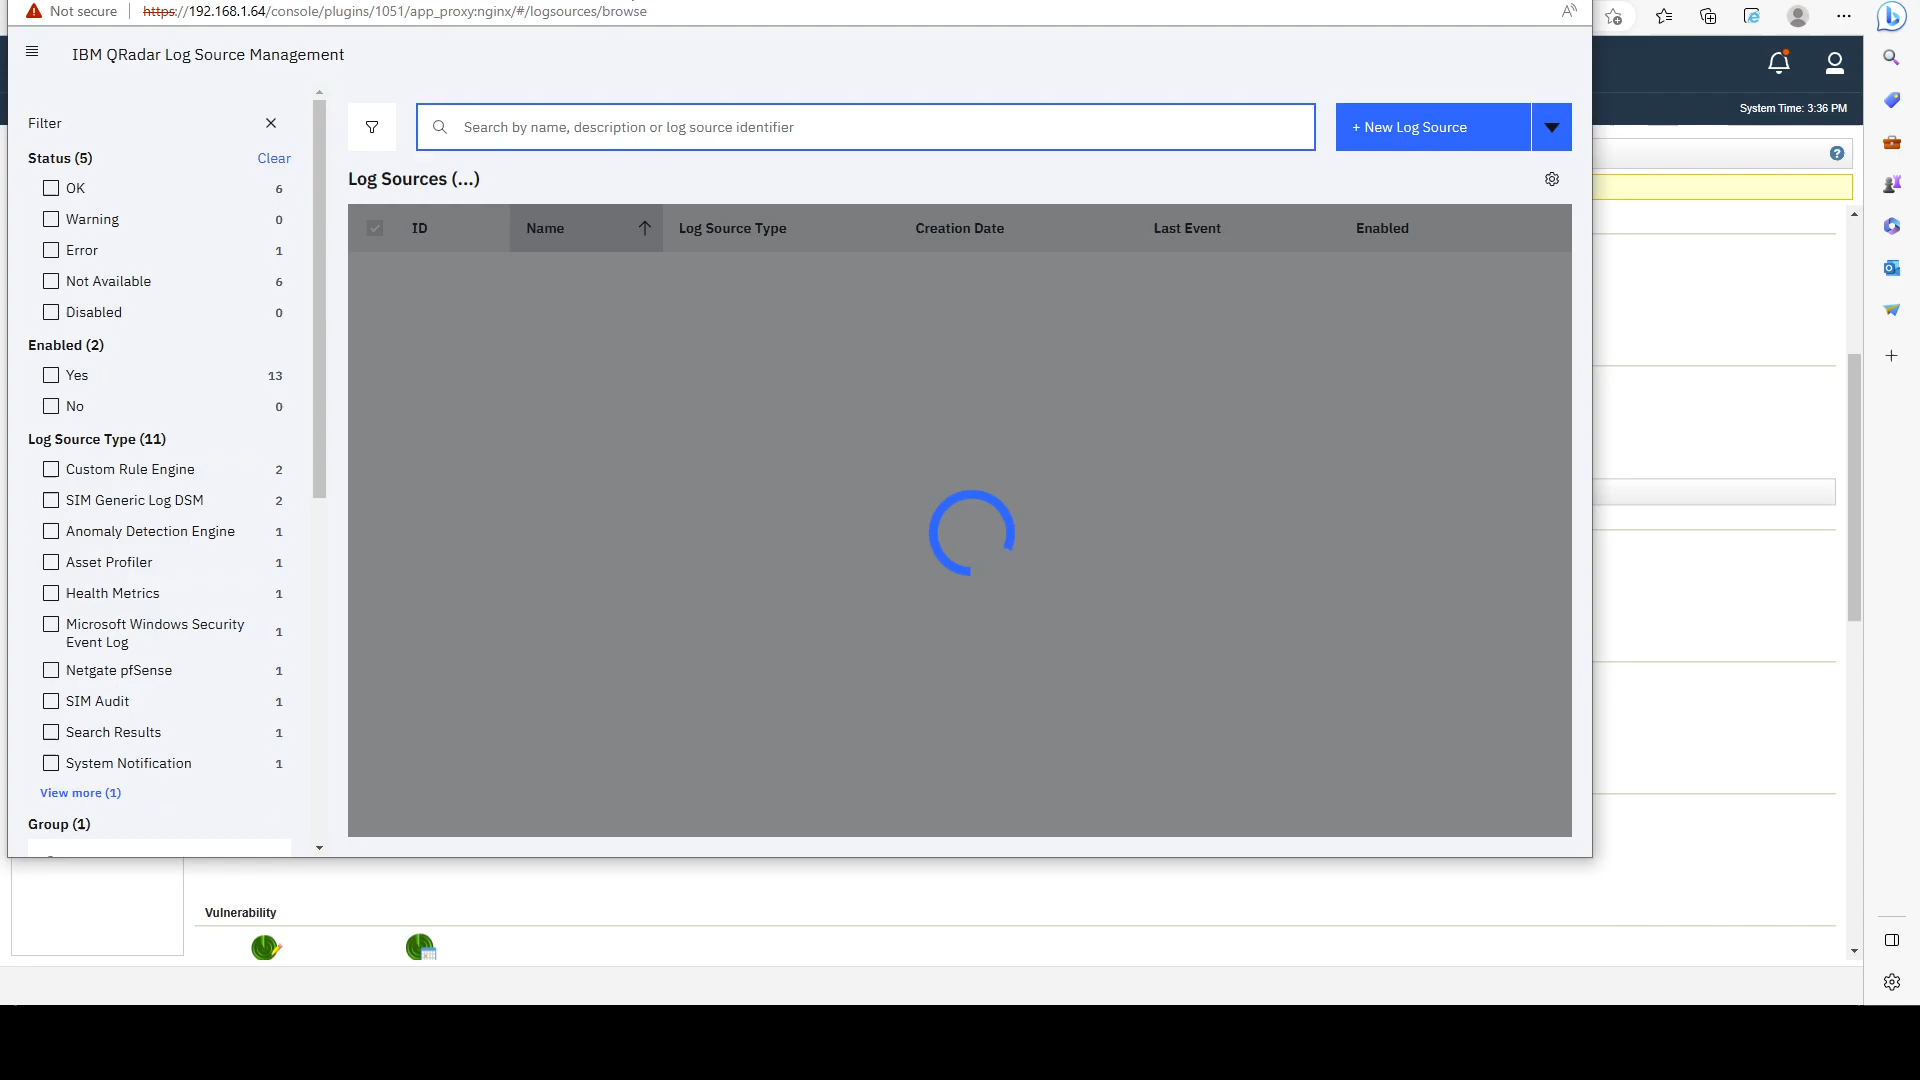 Not secure https://192.168.1.64/console/plugins/1051/app_proxy:nginx/#/logsources/browse
IBM QRadar Log Source Management
System Time: 3:36 PM
Filter
Status (5) Clear
OK 6
Warning 0
Error 1
Not Available 6
Disabled 0
Enabled (2)
Yes 13
No 0
Log Source Type (11)
Custom Rule Engine 2
SIM Generic Log DSM 2
Anomaly Detection Engine 1
Asset Profiler 1
Health Metrics 1
Microsoft Windows Security
Event Log 1
Netgate pfSense 1
SIM Audit 1
Search Results 1
System Notification 1
View more (1)
Group (1)
Search by name, description or log source identifier
+ New Log Source
Log Sources (...)
ID Name Log Source Type Creation Date Last Event Enabled
Vulnerability